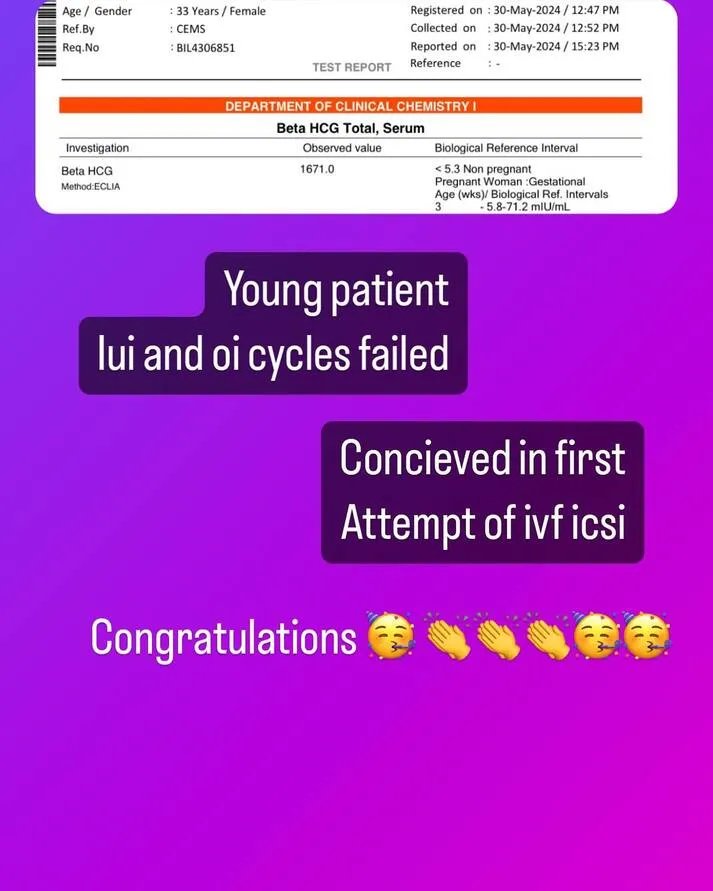 Age / Gender : 33 Years / Female
Ref.By : CEMS
Req.No : BIL4306851
Registered on : 30-May-2024 / 12:47 PM
Collected on : 30-May-2024 / 12:52 PM
Reported on : 30-May-2024 / 15:23 PM
Reference : -
TEST REPORT
DEPARTMENT OF CLINICAL CHEMISTRY I
Beta HCG Total, Serum
Investigation Observed value Biological Reference Interval
Beta HCG 1671.0 < 5.3 Non pregnant
Method:ECLIA
Pregnant Woman :Gestational
Age (wks)/ Biological Ref. Intervals
3 - 5.8-71.2 mIU/mL
Young patient
Iui and oi cycles failed
Concieved in first
Attempt of ivf icsi
Congratulations 🥳 👏👏👏🥳🥳